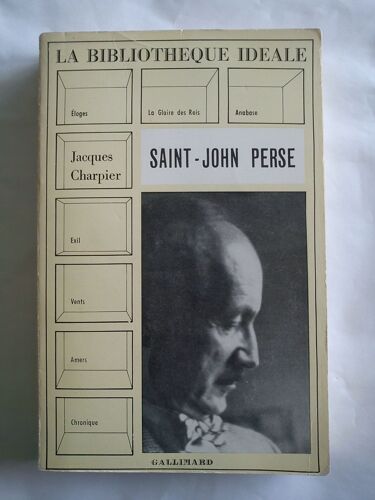 LA BIBLIOTHEQUE IDEALE
Éloges
La Gloire des Rois
Anabase
Jacques
Charpier
SAINT-JOHN PERSE
Exil
Vents
Amers
Chronique
GALLIMARD